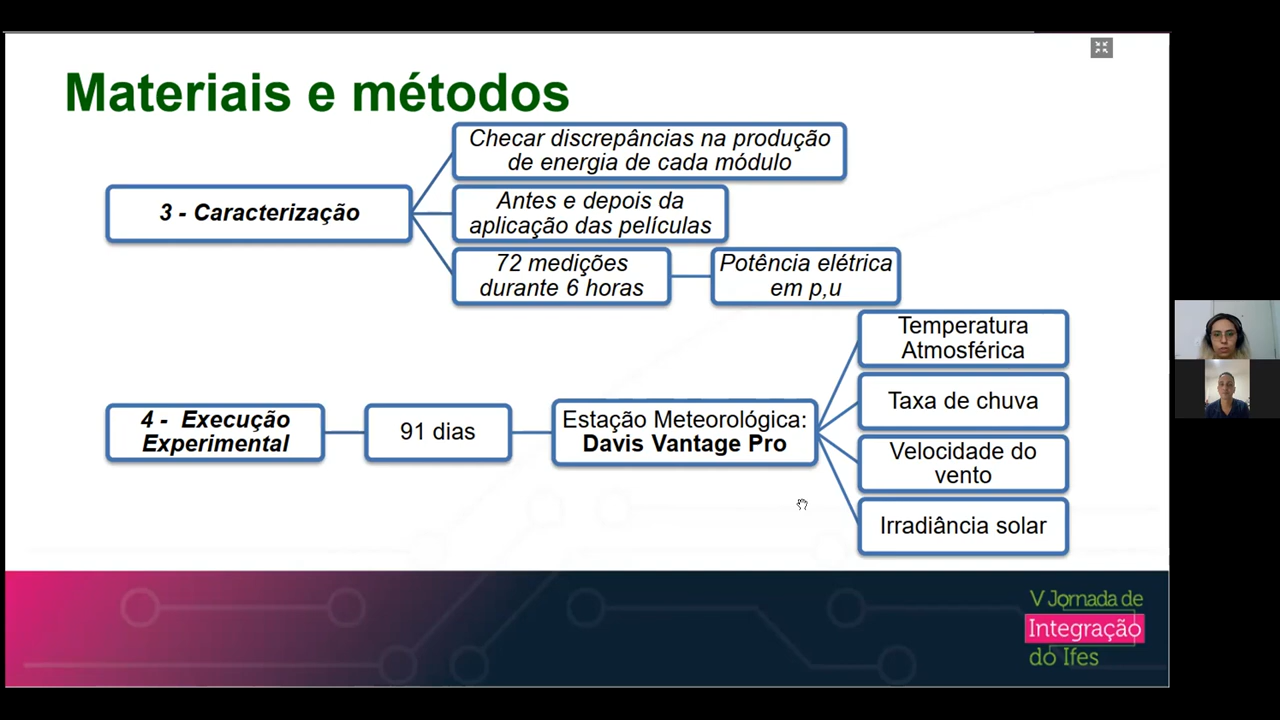 Materiais e métodos
Checar discrepâncias na produção
de energia de cada módulo
3 - Caracterização
Antes e depois da
aplicação das películas
72 medições
durante 6 horas
Potência elétrica
em p,u
4 -  Execução
Experimental
91 dias
Estação Meteorológica:
Davis Vantage Pro
Temperatura
Atmosférica
Taxa de chuva
Velocidade do
vento
Irradiância solar
V Jornada de
Integração
do Ifes